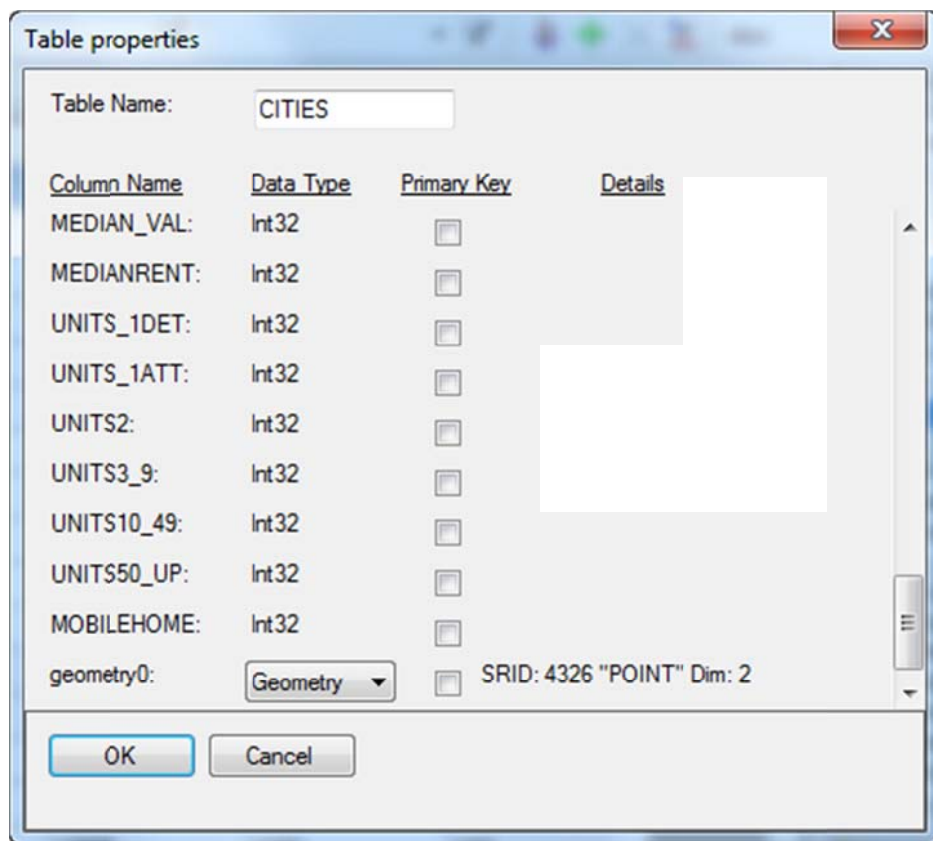 Table properties
Table Name: CITIES
Column Name Data Type Primary Key Details
MEDIAN_VAL: Int32
MEDIANRENT: Int32
UNITS_1DET: Int32
UNITS_1ATT: Int32
UNITS2: Int32
UNITS3_9: Int32
UNITS10_49: Int32
UNITS50_UP: Int32
MOBILEHOME: Int32
geometry0: Geometry SRID: 4326 "POINT" Dim: 2
OK Cancel